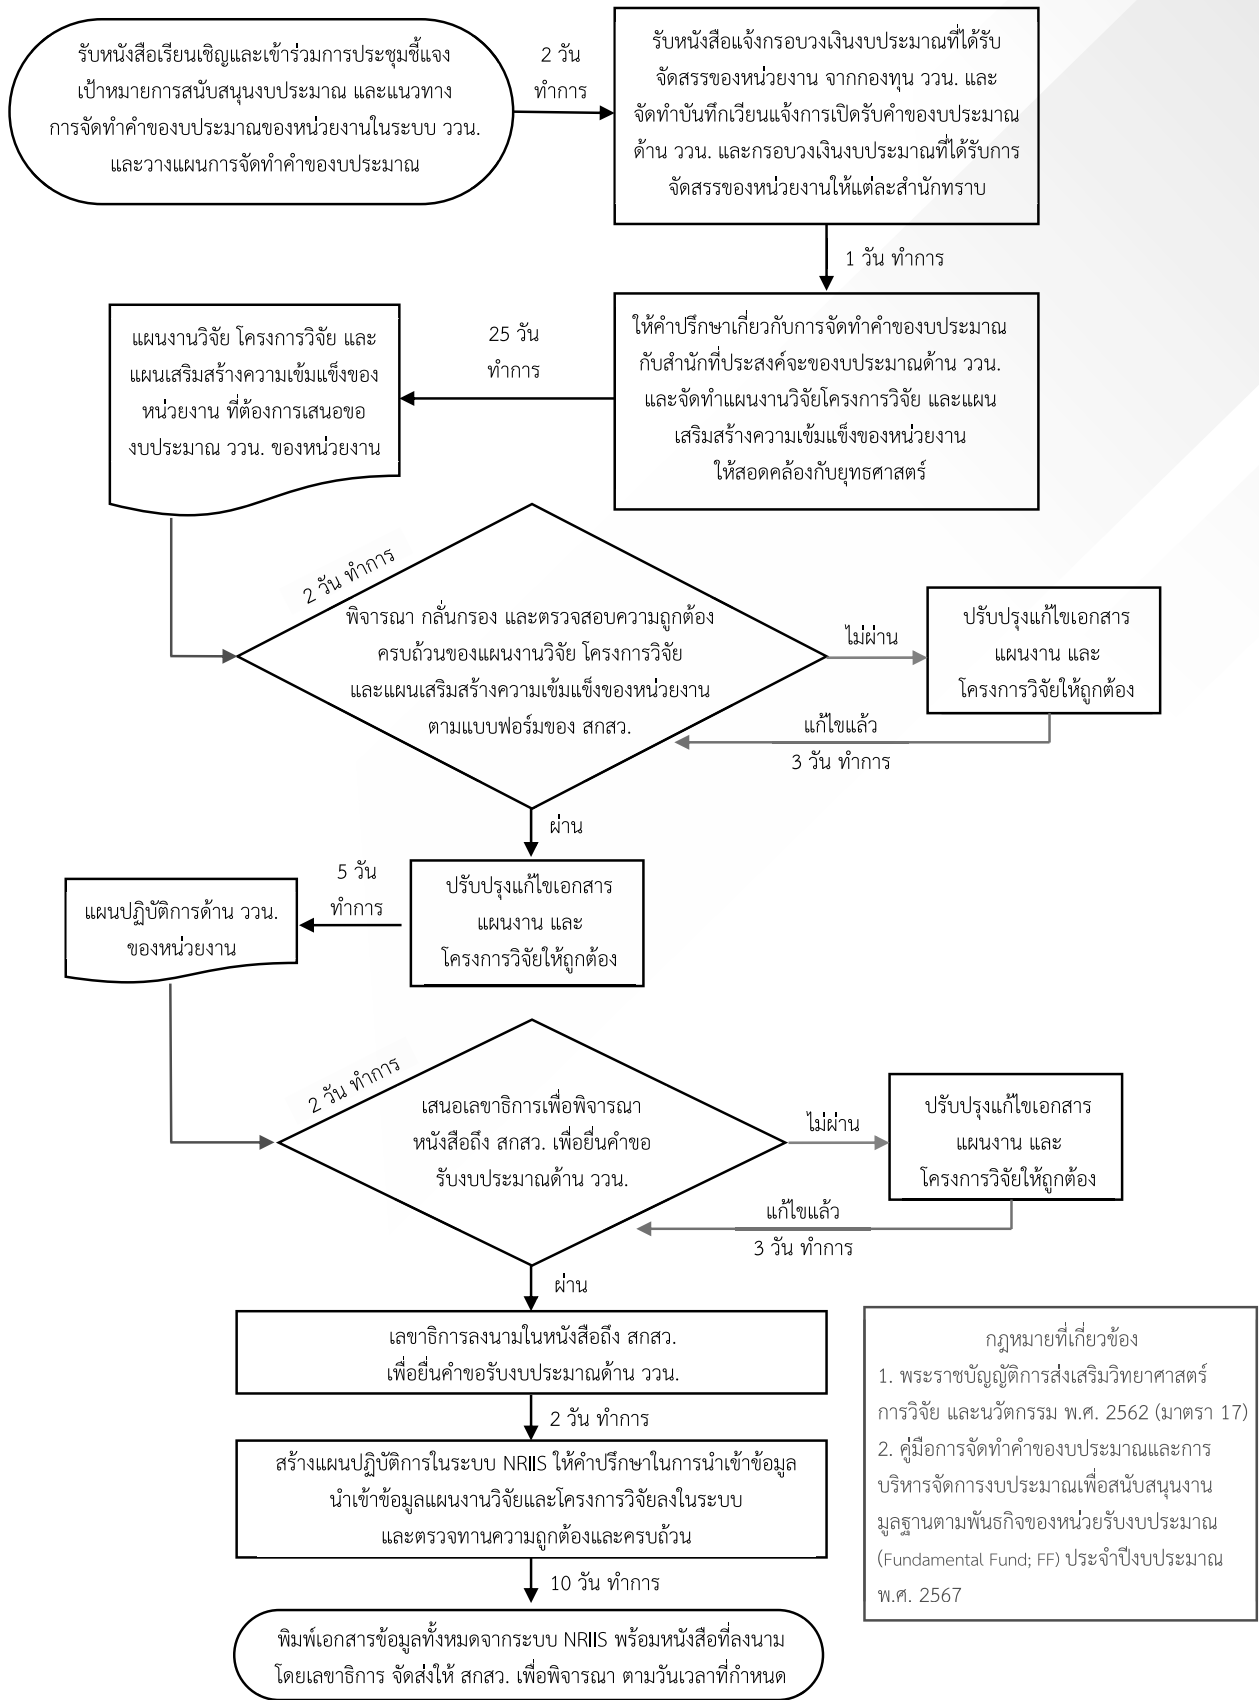 รับหนังสือเรียนเชิญและเข้าร่วมการประชุมชี้แจง
เป้าหมายการสนับสนุนงบประมาณ และแนวทาง
การจัดทำคำของบประมาณของหน่วยงานในระบบ ววน.
และวางแผนการจัดทำคำของบประมาณ
2 วัน
ทำการ
รับหนังสือแจ้งกรอบวงเงินงบประมาณที่ได้รับ
จัดสรรของหน่วยงาน จากกองทุน ววน. และ
จัดทำบันทึกเวียนแจ้งการเปิดรับคำของบประมาณ
ด้าน ววน. และกรอบวงเงินงบประมาณที่ได้รับการ
จัดสรรของหน่วยงานให้แต่ละสำนักทราบ
1 วัน ทำการ
ให้คำปรึกษาเกี่ยวกับการจัดทำคำของบประมาณ
กับสำนักที่ประสงค์จะของบประมาณด้าน ววน.
และจัดทำแผนงานวิจัยโครงการวิจัย และแผน
เสริมสร้างความเข้มแข็งของหน่วยงาน
ให้สอดคล้องกับยุทธศาสตร์
25 วัน
ทำการ
แผนงานวิจัย โครงการวิจัย และ
แผนเสริมสร้างความเข้มแข็งของ
หน่วยงาน ที่ต้องการเสนอขอ
งบประมาณ ววน. ของหน่วยงาน
2 วัน ทำการ
พิจารณา กลั่นกรอง และตรวจสอบความถูกต้อง
ครบถ้วนของแผนงานวิจัย โครงการวิจัย
และแผนเสริมสร้างความเข้มแข็งของหน่วยงาน
ตามแบบฟอร์มของ สกสว.
ไม่ผ่าน
ปรับปรุงแก้ไขเอกสาร
แผนงาน และ
โครงการวิจัยให้ถูกต้อง
แก้ไขแล้ว
3 วัน ทำการ
ผ่าน
ปรับปรุงแก้ไขเอกสาร
แผนงาน และ
โครงการวิจัยให้ถูกต้อง
5 วัน
ทำการ
แผนปฏิบัติการด้าน ววน.
ของหน่วยงาน
2 วัน ทำการ
เสนอเลขาธิการเพื่อพิจารณา
หนังสือถึง สกสว. เพื่อยื่นคำขอ
รับงบประมาณด้าน ววน.
ไม่ผ่าน
ปรับปรุงแก้ไขเอกสาร
แผนงาน และ
โครงการวิจัยให้ถูกต้อง
แก้ไขแล้ว
3 วัน ทำการ
ผ่าน
เลขาธิการลงนามในหนังสือถึง สกสว.
เพื่อยื่นคำขอรับงบประมาณด้าน ววน.
2 วัน ทำการ
สร้างแผนปฏิบัติการในระบบ NRIIS ให้คำปรึกษาในการนำเข้าข้อมูล
นำเข้าข้อมูลแผนงานวิจัยและโครงการวิจัยลงในระบบ
และตรวจทานความถูกต้องและครบถ้วน
10 วัน ทำการ
พิมพ์เอกสารข้อมูลทั้งหมดจากระบบ NRIIS พร้อมหนังสือที่ลงนาม
โดยเลขาธิการ จัดส่งให้ สกสว. เพื่อพิจารณา ตามวันเวลาที่กำหนด
กฎหมายที่เกี่ยวข้อง
1. พระราชบัญญัติการส่งเสริมวิทยาศาสตร์
การวิจัย และนวัตกรรม พ.ศ. 2562 (มาตรา 17)
2. คู่มือการจัดทำคำของบประมาณและการ
บริหารจัดการงบประมาณเพื่อสนับสนุนงาน
มูลฐานตามพันธกิจของหน่วยรับงบประมาณ
(Fundamental Fund; FF) ประจำปีงบประมาณ
พ.ศ. 2567